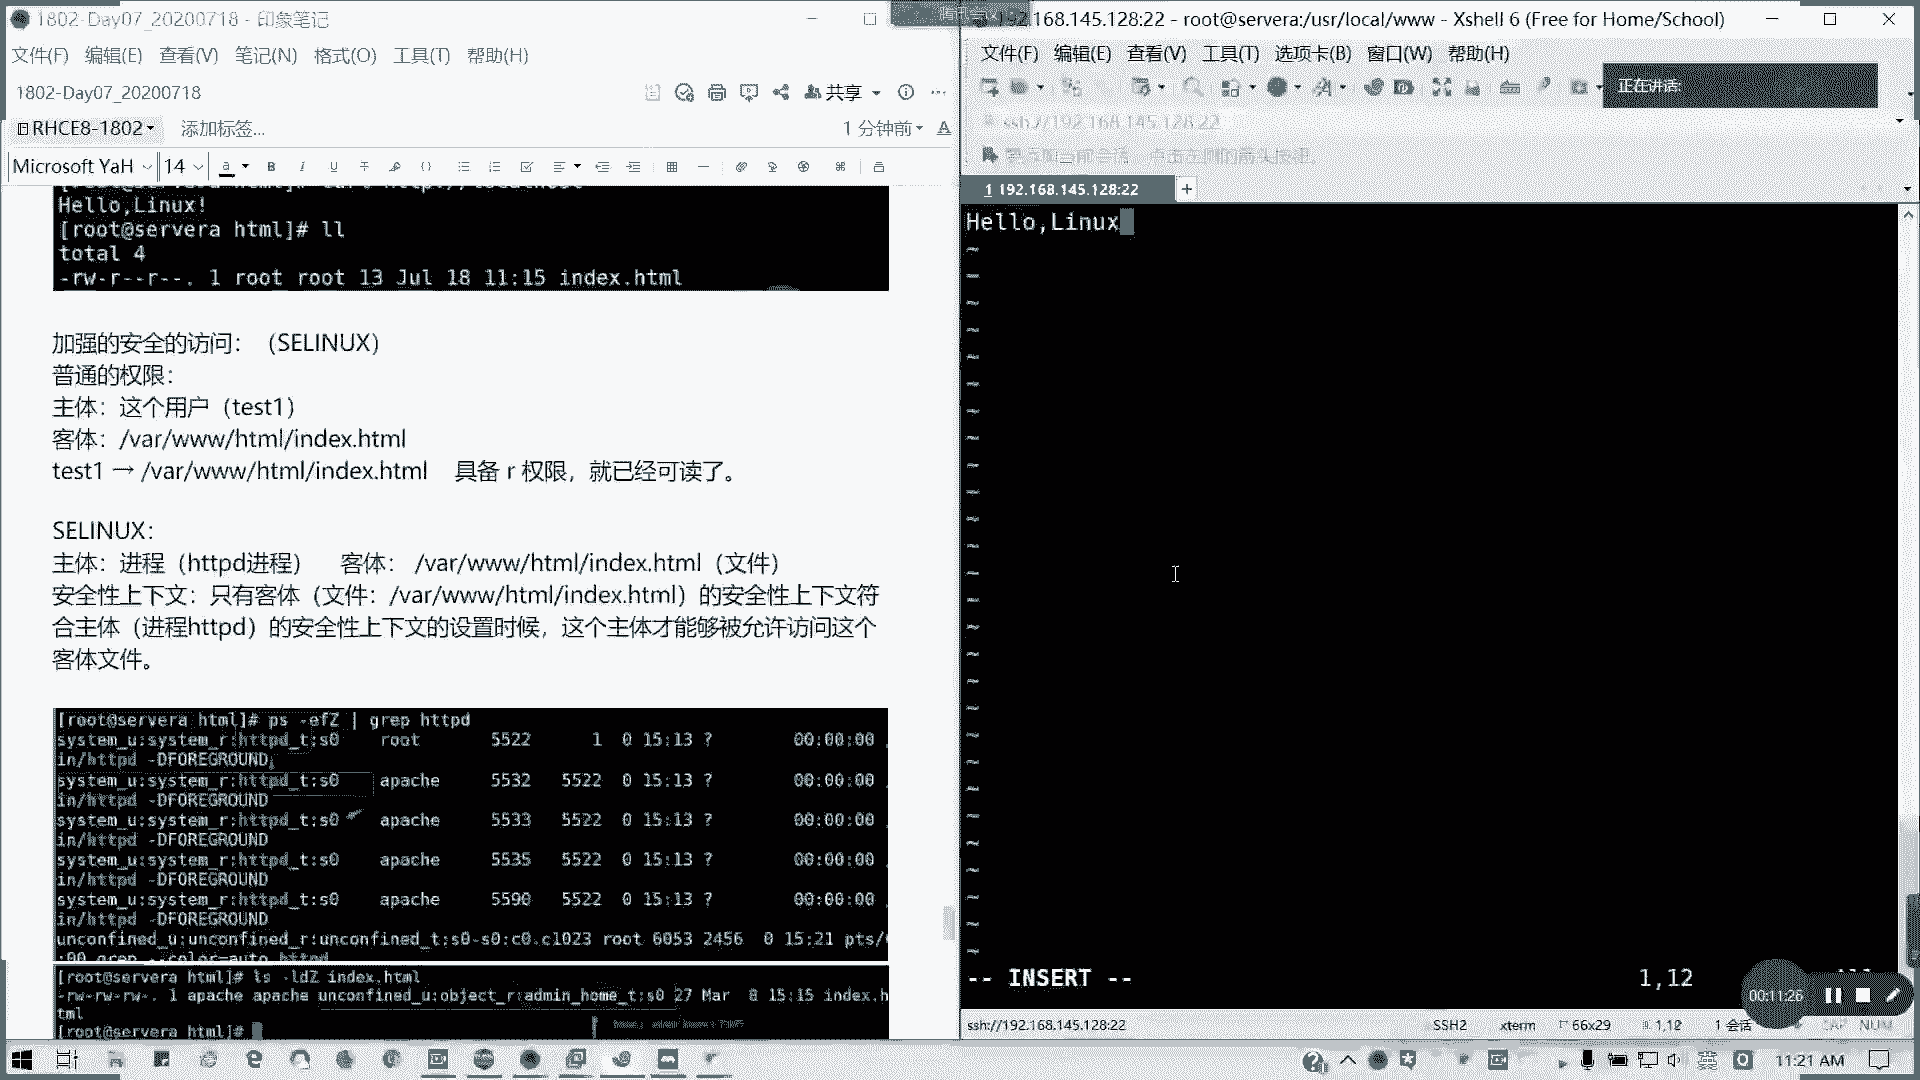 1802-Day07_20200718 - 印象笔记
文件(F) 编辑(E) 查看(V) 笔记(N) 格式(O) 工具(T) 帮助(H)
1802-Day07_20200718
共享
RHCE8-1802
添加标签...
1 分钟前
Microsoft YaH
14
Hello,Linux!
[root@servera html]# ll
total 4
-rw-r--r--. 1 root root 13 Jul 18 11:15 index.html
加强的安全的访问：（SELINUX）
普通的权限：
主体：这个用户（test1）
客体：/var/www/html/index.html
test1 → /var/www/html/index.html 具备 r 权限，就已经可读了。
SELINUX：
主体：进程（httpd进程） 客体： /var/www/html/index.html（文件）
安全性上下文：只有客体（文件：/var/www/html/index.html）的安全性上下文符
合主体（进程httpd）的安全性上下文的设置时候，这个主体才能够被允许访问这个
客体文件。
[root@servera html]# ps -efZ | grep httpd
system_u:system_r:httpd_t:s0 root 5522 1 0 15:13 ? 00:00:00
in/httpd -DFOREGROUND
system_u:system_r:httpd_t:s0 apache 5532 5522 0 15:13 ? 00:00:00
in/httpd -DFOREGROUND
system_u:system_r:httpd_t:s0 apache 5533 5522 0 15:13 ? 00:00:00
in/httpd -DFOREGROUND
system_u:system_r:httpd_t:s0 apache 5535 5522 0 15:13 ? 00:00:00
in/httpd -DFOREGROUND
system_u:system_r:httpd_t:s0 apache 5590 5522 0 15:13 ? 00:00:00
in/httpd -DFOREGROUND
unconfined_u:unconfined_r:unconfined_t:s0-s0:c0.c1023 root 6053 2456 0 15:21 pts/
:00 grep --color=auto httpd
[root@servera html]# ls -ldZ index.html
-rw-rw-rw-. 1 apache apache unconfined_u:object_r:admin_home_t:s0 27 Mar 8 15:15 index.h
tml
[root@servera html]#
192.168.145.128:22 - root@servera:/usr/local/www - Xshell 6 (Free for Home/School)
文件(F) 编辑(E) 查看(V) 工具(T) 选项卡(B) 窗口(W) 帮助(H)
正在讲话:
ssh://192.168.145.128:22
1 192.168.145.128:22
Hello,Linux
-- INSERT -- 1,12 All
00:11:26
ssh://192.168.145.128:22 SSH2 xterm 66x29 1,12 1 会话 CAP NUM
英
11:21 AM